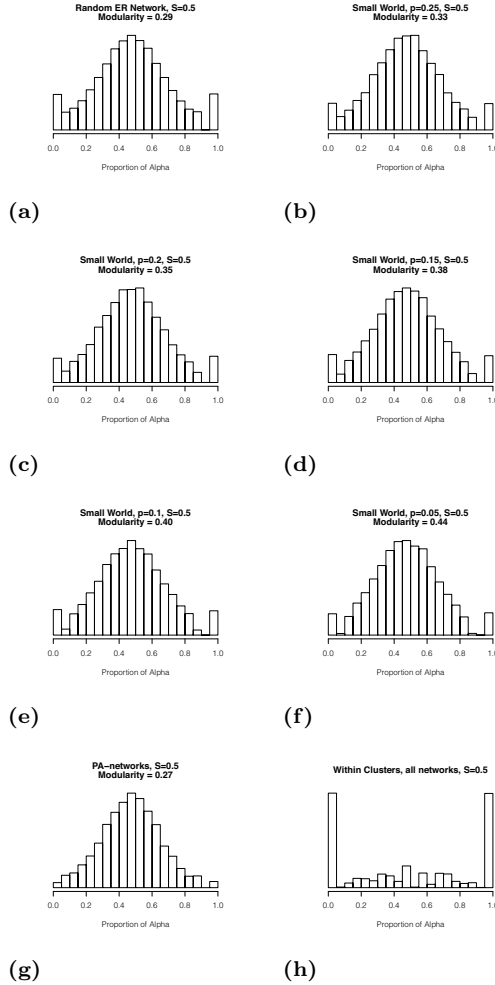 Random ER Network, S=0.5
Modularity = 0.29
0.0 0.2 0.4 0.6 0.8 1.0
Proportion of Alpha
(a)
Small World, p=0.25, S=0.5
Modularity = 0.33
0.0 0.2 0.4 0.6 0.8 1.0
Proportion of Alpha
(b)
Small World, p=0.2, S=0.5
Modularity = 0.35
0.0 0.2 0.4 0.6 0.8 1.0
Proportion of Alpha
(c)
Small World, p=0.15, S=0.5
Modularity = 0.38
0.0 0.2 0.4 0.6 0.8 1.0
Proportion of Alpha
(d)
Small World, p=0.1, S=0.5
Modularity = 0.40
0.0 0.2 0.4 0.6 0.8 1.0
Proportion of Alpha
(e)
Small World, p=0.05, S=0.5
Modularity = 0.44
0.0 0.2 0.4 0.6 0.8 1.0
Proportion of Alpha
(f)
PA−networks, S=0.5
Modularity = 0.27
0.0 0.2 0.4 0.6 0.8 1.0
Proportion of Alpha
(g)
Within Clusters, all networks, S=0.5
0.0 0.2 0.4 0.6 0.8 1.0
Proportion of Alpha
(h)